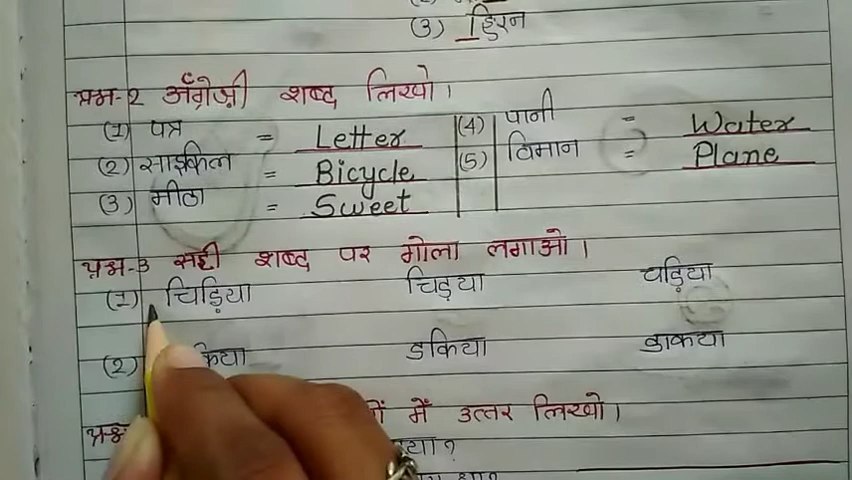 (3) _हिरन
प्रश्न-2 अँग्रेज़ी शब्द लिखो।
(1) पत्र = Letter
(2) साइकिल = Bicycle
(3) मीठा = Sweet
(4) पानी = Water
(5) विमान = Plane
प्रश्न-3 सही शब्द पर गोला लगाओ।
(1) चिड़िया चिड़्या चड़िया
(2) किया डकिया डाकया
में उत्तर लिखो।